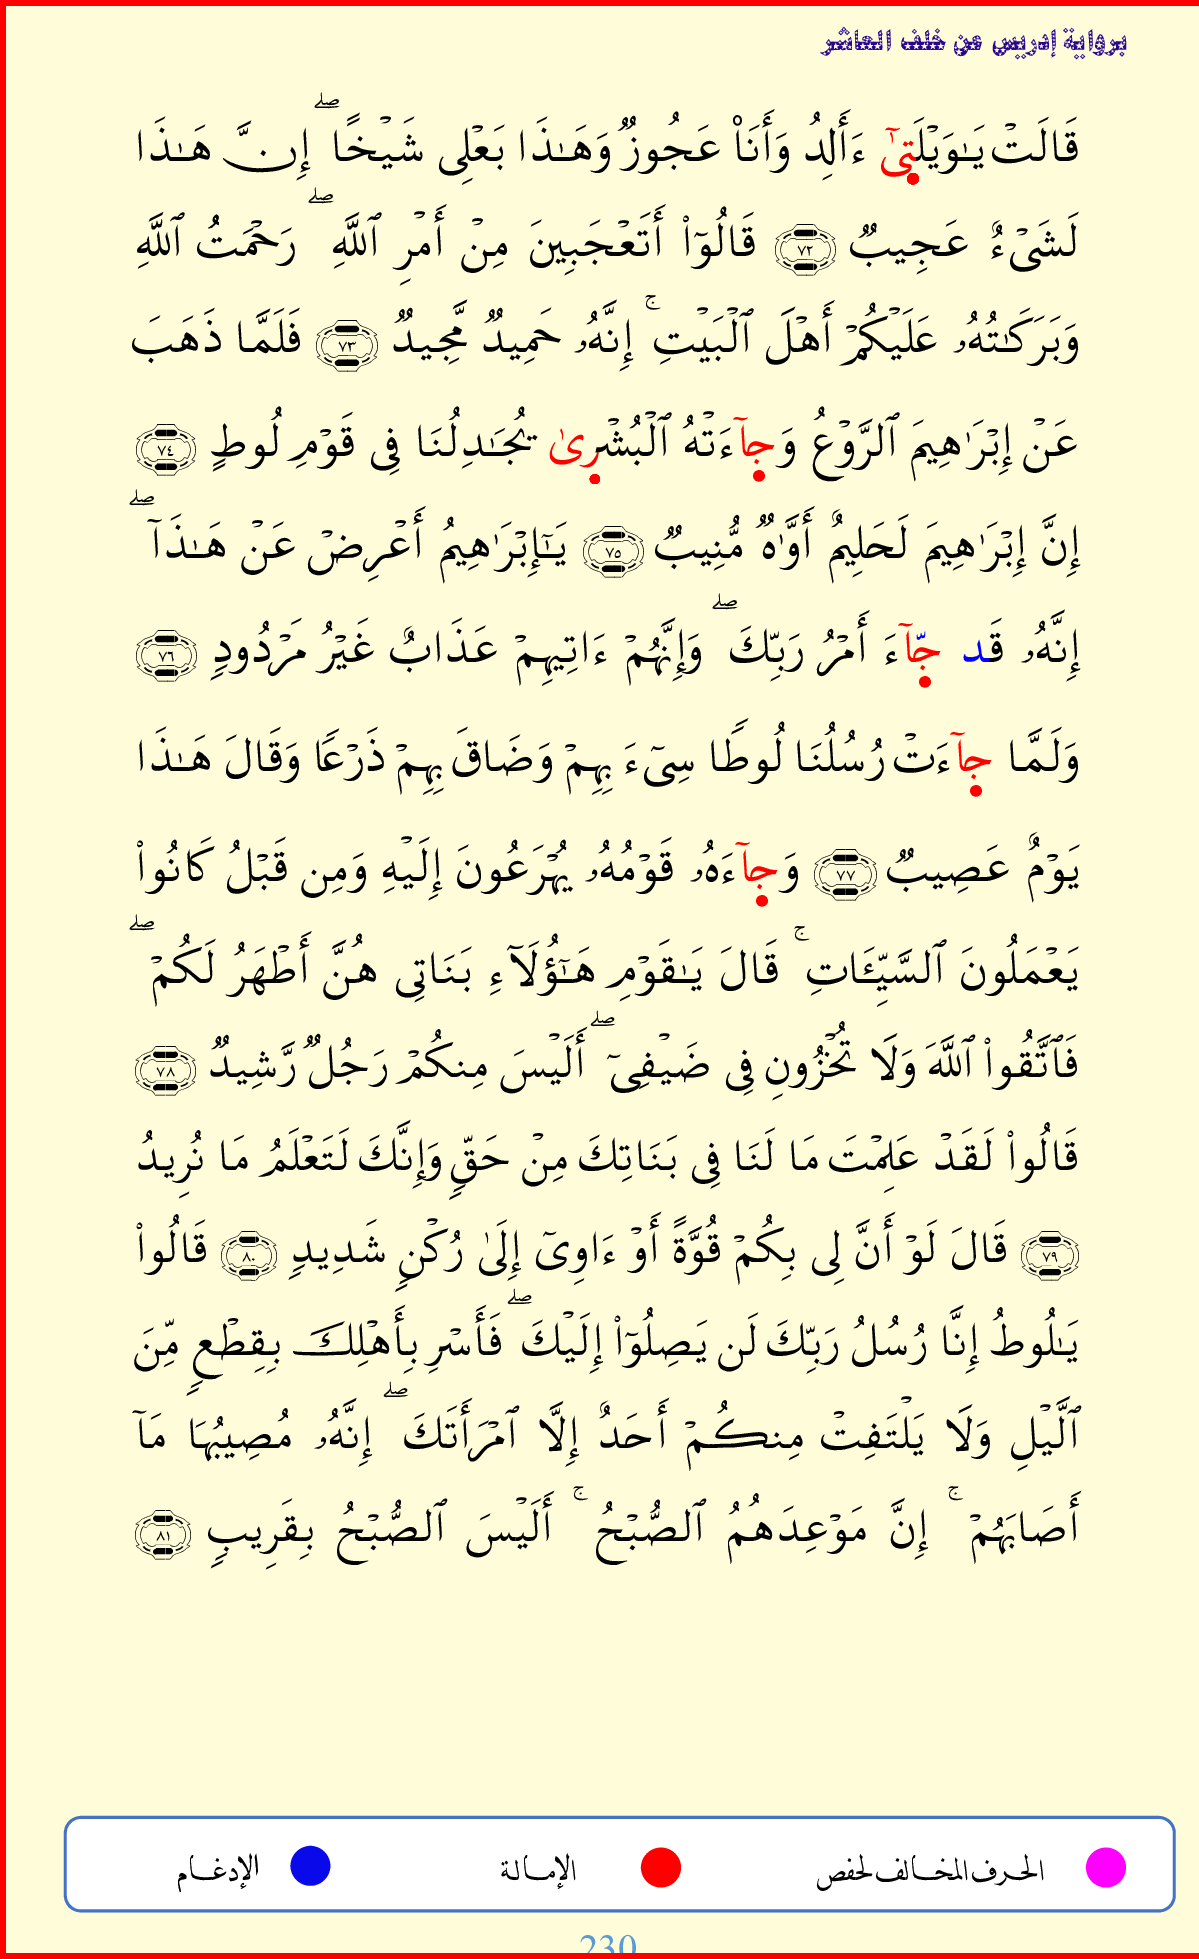 برواية إدريس عن خلف العاشر
قَالَتۡ يَٰوَيۡلَتِىٰٓ ءَأَلِدُ وَأَنَا۠ عَجُوزٞ وَهَٰذَا بَعۡلِى شَيۡخًاۖ إِنَّ هَٰذَا
لَشَىۡءٌ عَجِيبٞ ٧٢ قَالُوٓاْ أَتَعۡجَبِينَ مِنۡ أَمۡرِ ٱللَّهِۖ رَحۡمَتُ ٱللَّهِ
وَبَرَكَٰتُهُۥ عَلَيۡكُمۡ أَهۡلَ ٱلۡبَيۡتِۚ إِنَّهُۥ حَمِيدٞ مَّجِيدٞ ٧٣ فَلَمَّا ذَهَبَ
عَنۡ إِبۡرَٰهِيمَ ٱلرَّوۡعُ وَجآءَتۡهُ ٱلۡبُشۡرىٰ يُجَٰدِلُنَا فِى قَوۡمِ لُوطٍ ٧٤
إِنَّ إِبۡرَٰهِيمَ لَحَلِيمٌ أَوَّٰهٞ مُّنِيبٞ ٧٥ يَٰٓإِبۡرَٰهِيمُ أَعۡرِضۡ عَنۡ هَٰذَآۖ
إِنَّهُۥ قَد جّآءَ أَمۡرُ رَبِّكَۖ وَإِنَّهُمۡ ءَاتِيهِمۡ عَذَابٌ غَيۡرُ مَرۡدُودٖ ٧٦
وَلَمَّا جآءَتۡ رُسُلُنَا لُوطٗا سِىٓءَ بِهِمۡ وَضَاقَ بِهِمۡ ذَرۡعٗا وَقَالَ هَٰذَا
يَوۡمٌ عَصِيبٞ ٧٧ وَجآءَهُۥ قَوۡمُهُۥ يُهۡرَعُونَ إِلَيۡهِ وَمِن قَبۡلُ كَانُواْ
يَعۡمَلُونَ ٱلسَّيِّـَٔاتِۚ قَالَ يَٰقَوۡمِ هَٰٓؤُلَآءِ بَنَاتِى هُنَّ أَطۡهَرُ لَكُمۡۖ
فَٱتَّقُواْ ٱللَّهَ وَلَا تُخۡزُونِ فِى ضَيۡفِىٓۖ أَلَيۡسَ مِنكُمۡ رَجُلٞ رَّشِيدٞ ٧٨
قَالُواْ لَقَدۡ عَلِمۡتَ مَا لَنَا فِى بَنَاتِكَ مِنۡ حَقّٖ وَإِنَّكَ لَتَعۡلَمُ مَا نُرِيدُ
٧٩ قَالَ لَوۡ أَنَّ لِى بِكُمۡ قُوَّةً أَوۡ ءَاوِىٓ إِلَىٰ رُكۡنٖ شَدِيدٖ ٨٠ قَالُواْ
يَٰلُوطُ إِنَّا رُسُلُ رَبِّكَ لَن يَصِلُوٓاْ إِلَيۡكَۖ فَأَسۡرِ بِأَهۡلِكَ بِقِطۡعٖ مِّنَ
ٱلَّيۡلِ وَلَا يَلۡتَفِتۡ مِنكُمۡ أَحَدٌ إِلَّا ٱمۡرَأَتَكَۖ إِنَّهُۥ مُصِيبُهَا مَآ
أَصَابَهُمۡۚ إِنَّ مَوۡعِدَهُمُ ٱلصُّبۡحُۚ أَلَيۡسَ ٱلصُّبۡحُ بِقَرِيبٖ ٨١
الحرف المخالف لحفص الإمالة الإدغام
230